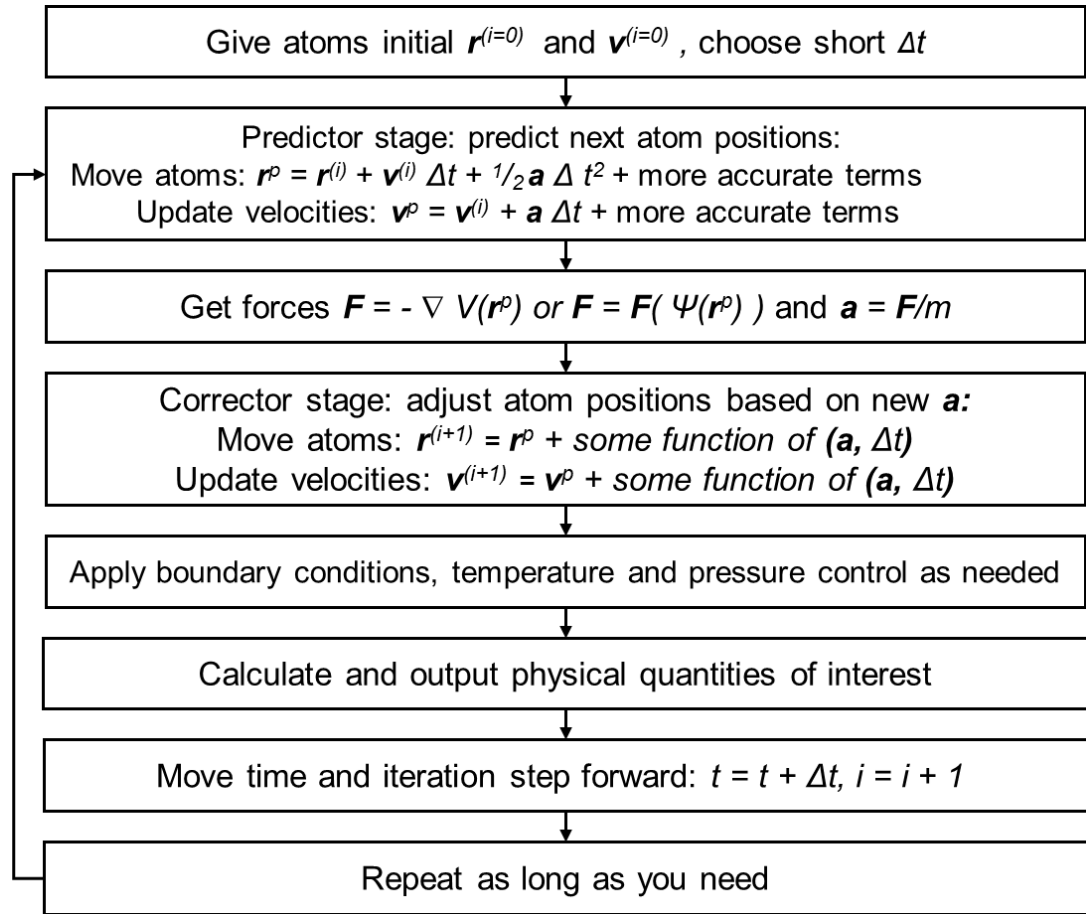 Give atoms initial r⁽ⁱ⁼⁰⁾ and v⁽ⁱ⁼⁰⁾ , choose short Δt
Predictor stage: predict next atom positions:
Move atoms: rᵖ = r⁽ⁱ⁾ + v⁽ⁱ⁾ Δt + ¹/₂ a Δ t² + more accurate terms
Update velocities: vᵖ = v⁽ⁱ⁾ + a Δt + more accurate terms
Get forces F = - ∇ V(rᵖ) or F = F( Ψ(rᵖ) ) and a = F/m
Corrector stage: adjust atom positions based on new a:
Move atoms: r⁽ⁱ⁺¹⁾ = rᵖ + some function of (a, Δt)
Update velocities: v⁽ⁱ⁺¹⁾ = vᵖ + some function of (a, Δt)
Apply boundary conditions, temperature and pressure control as needed
Calculate and output physical quantities of interest
Move time and iteration step forward: t = t + Δt, i = i + 1
Repeat as long as you need